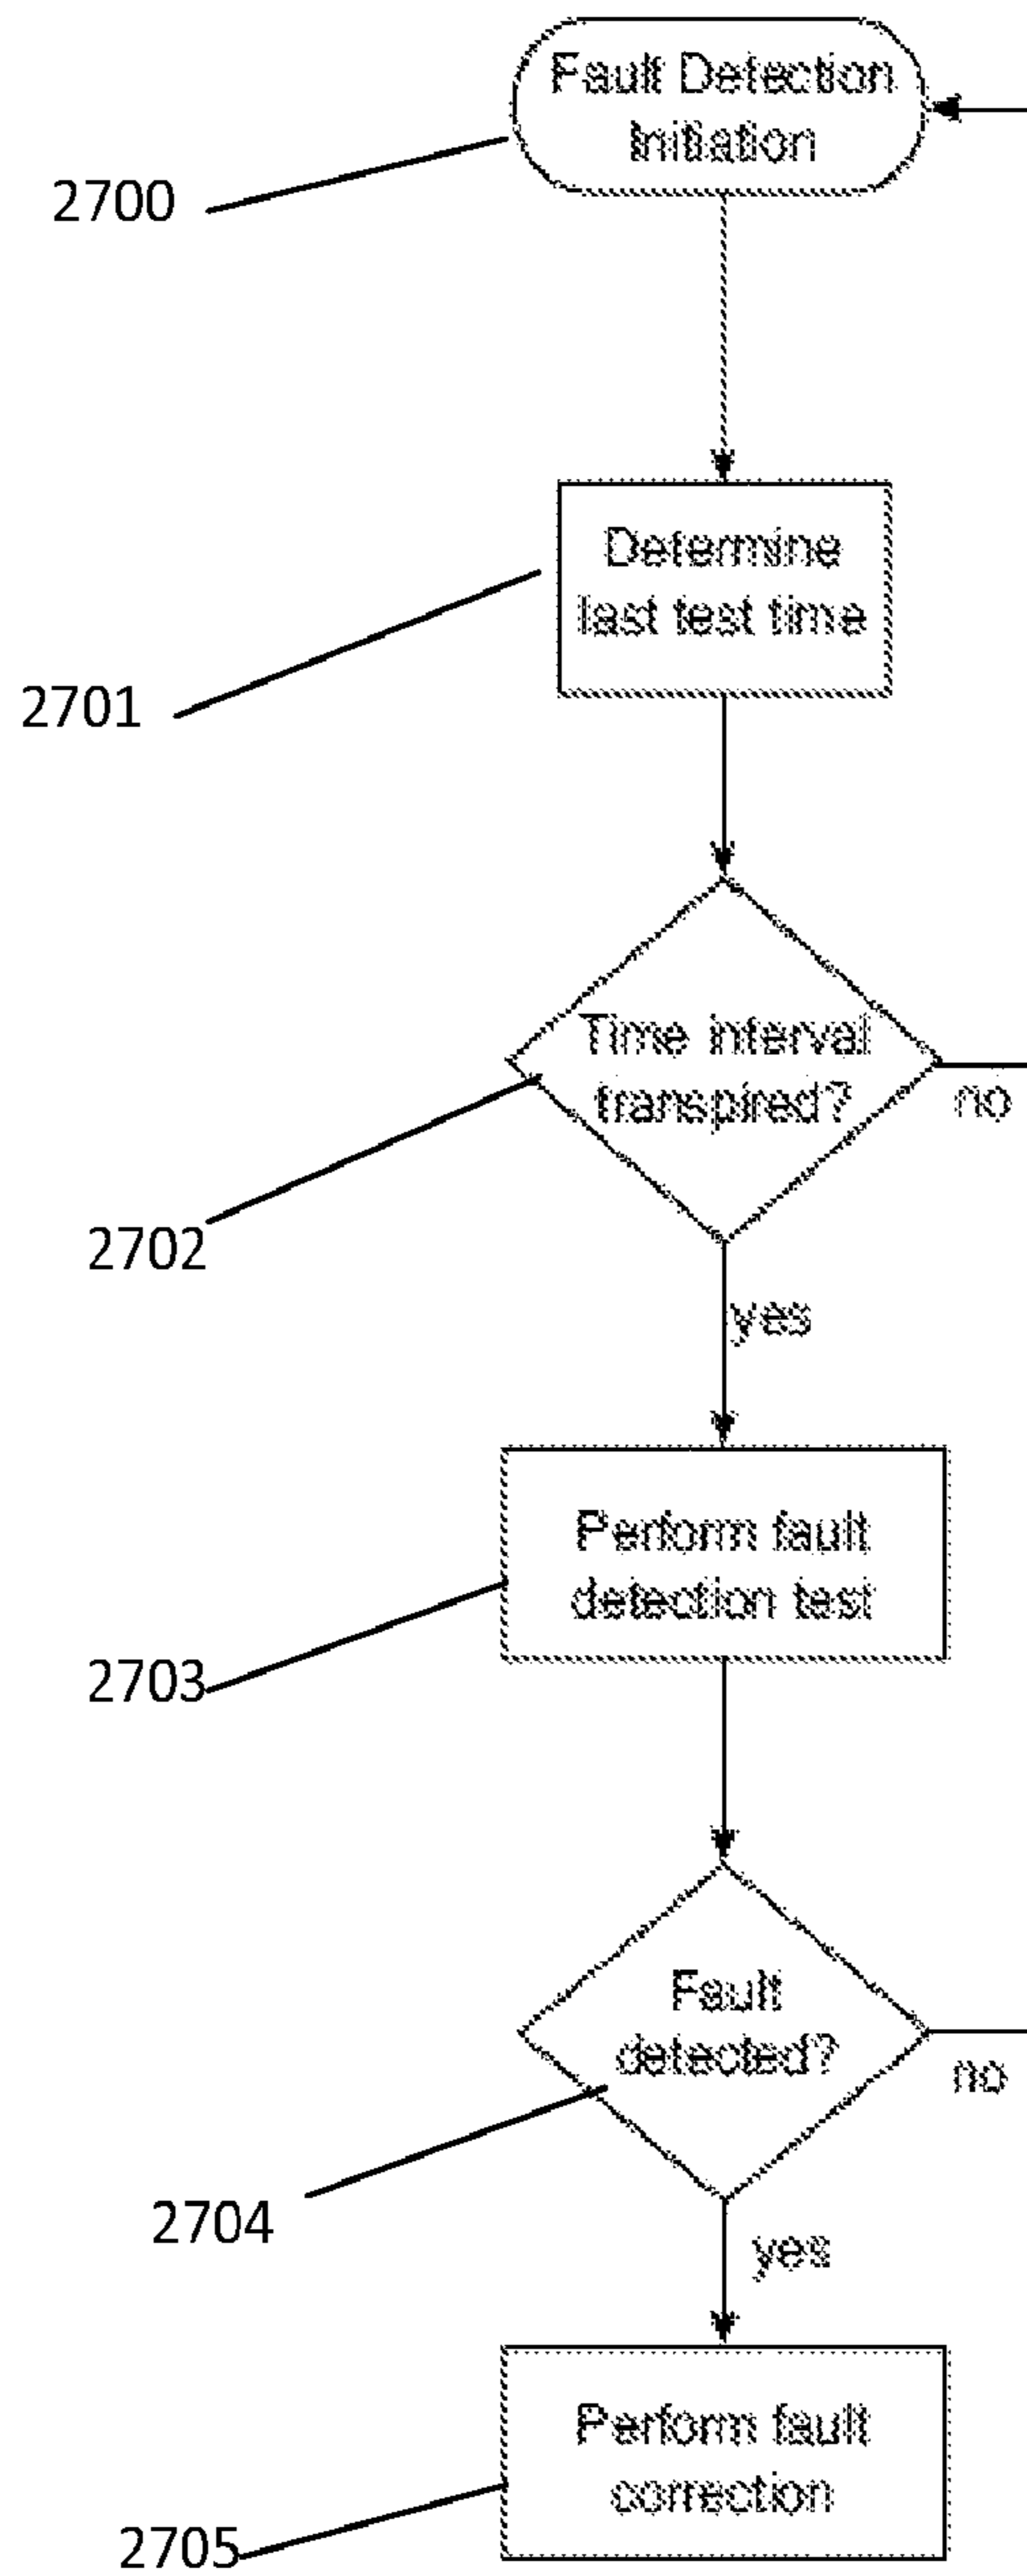 Fault Detection
Initiation
2700
Determine
last test time
2701
Time interval
transpired?
no
2702
yes
Perform fault
detection test
2703
Fault
detected?
no
2704
yes
Perform fault
correction
2705